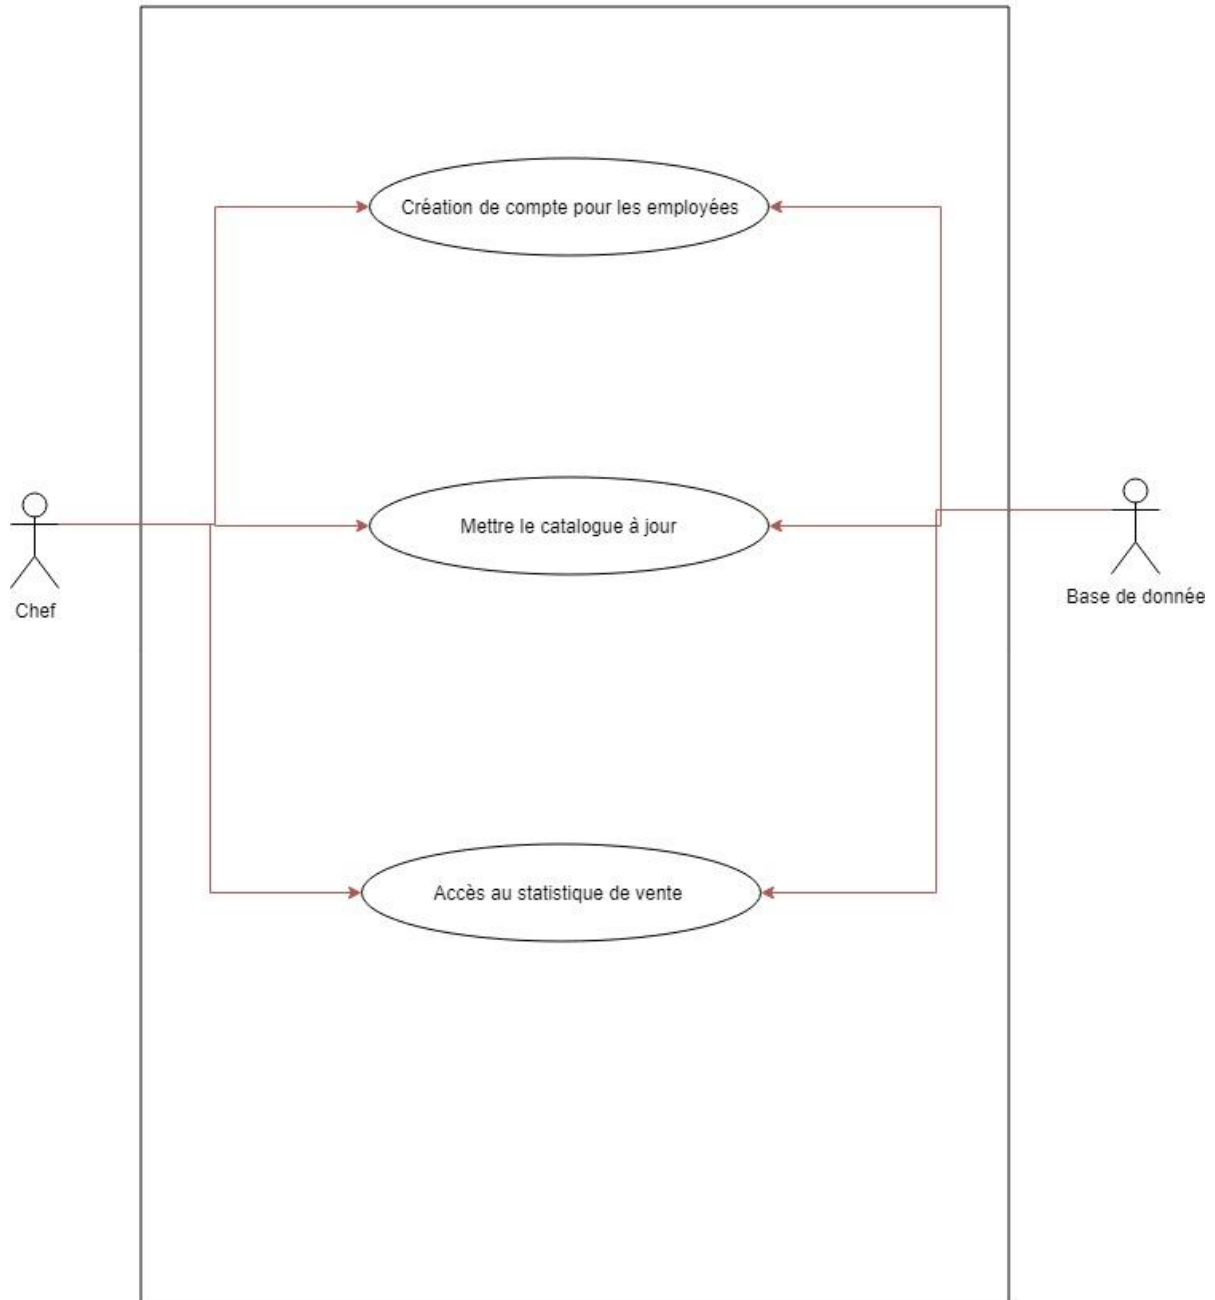 Création de compte pour les employées
Mettre le catalogue à jour
Chef
Base de donnée
Accès au statistique de vente